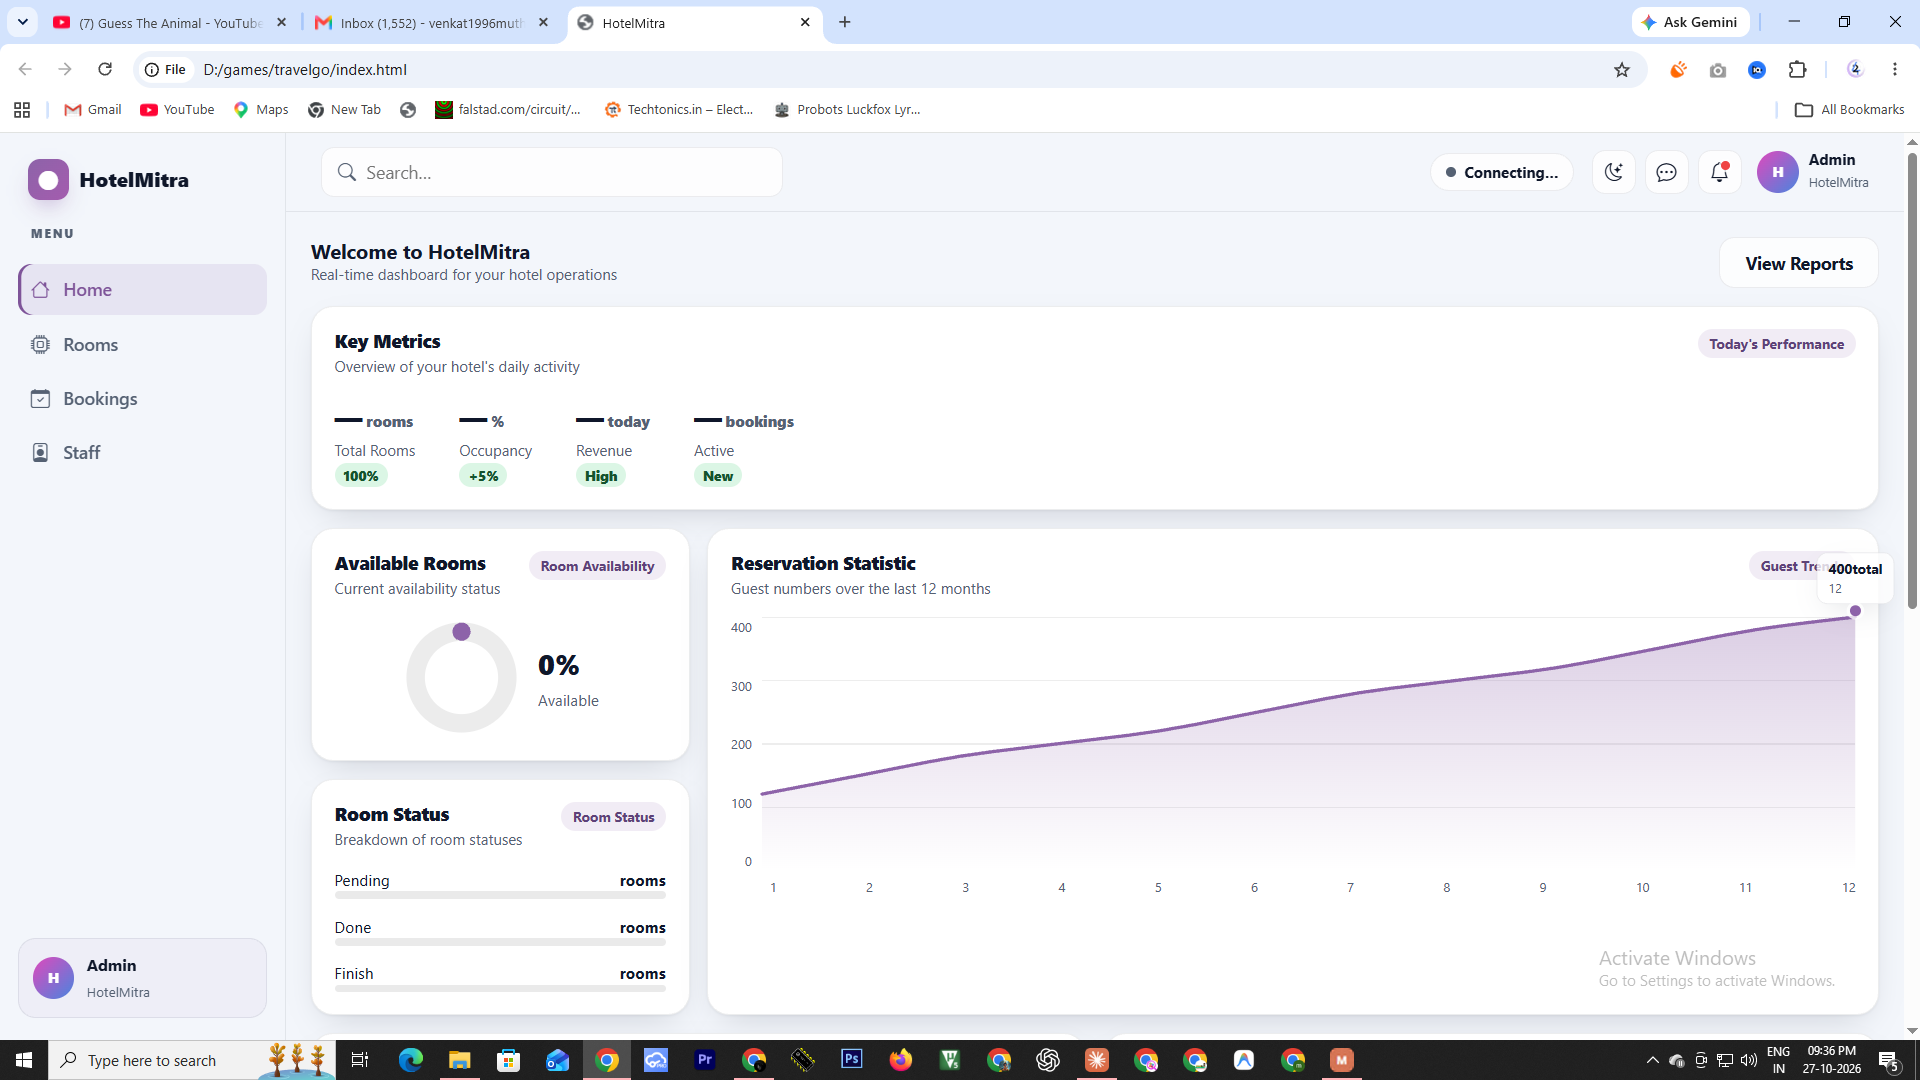 (7) Guess The Animal - YouTube
Inbox (1,552) - venkat1996muth
HotelMitra
Ask Gemini
File
D:/games/travelgo/index.html
Gmail
YouTube
Maps
New Tab
falstad.com/circuit/...
Techtonics.in – Elect...
Probots Luckfox Lyr...
All Bookmarks
HotelMitra
Search...
Connecting...
H
Admin
HotelMitra
MENU
Home
Rooms
Bookings
Staff
Admin
HotelMitra
H
Welcome to HotelMitra
Real-time dashboard for your hotel operations
View Reports
Key Metrics
Overview of your hotel's daily activity
Today's Performance
— rooms
Total Rooms
100%
— %
Occupancy
+5%
— today
Revenue
High
— bookings
Active
New
Available Rooms
Current availability status
Room Availability
0%
Available
Room Status
Breakdown of room statuses
Room Status
Pending
rooms
Done
rooms
Finish
rooms
Reservation Statistic
Guest numbers over the last 12 months
Guest Tre
400total
12
400
300
200
100
0
1 2 3 4 5 6 7 8 9 10 11 12
Activate Windows
Go to Settings to activate Windows.
Type here to search
Pr
Ps
M
ENG
IN
09:36 PM
27-10-2026
5